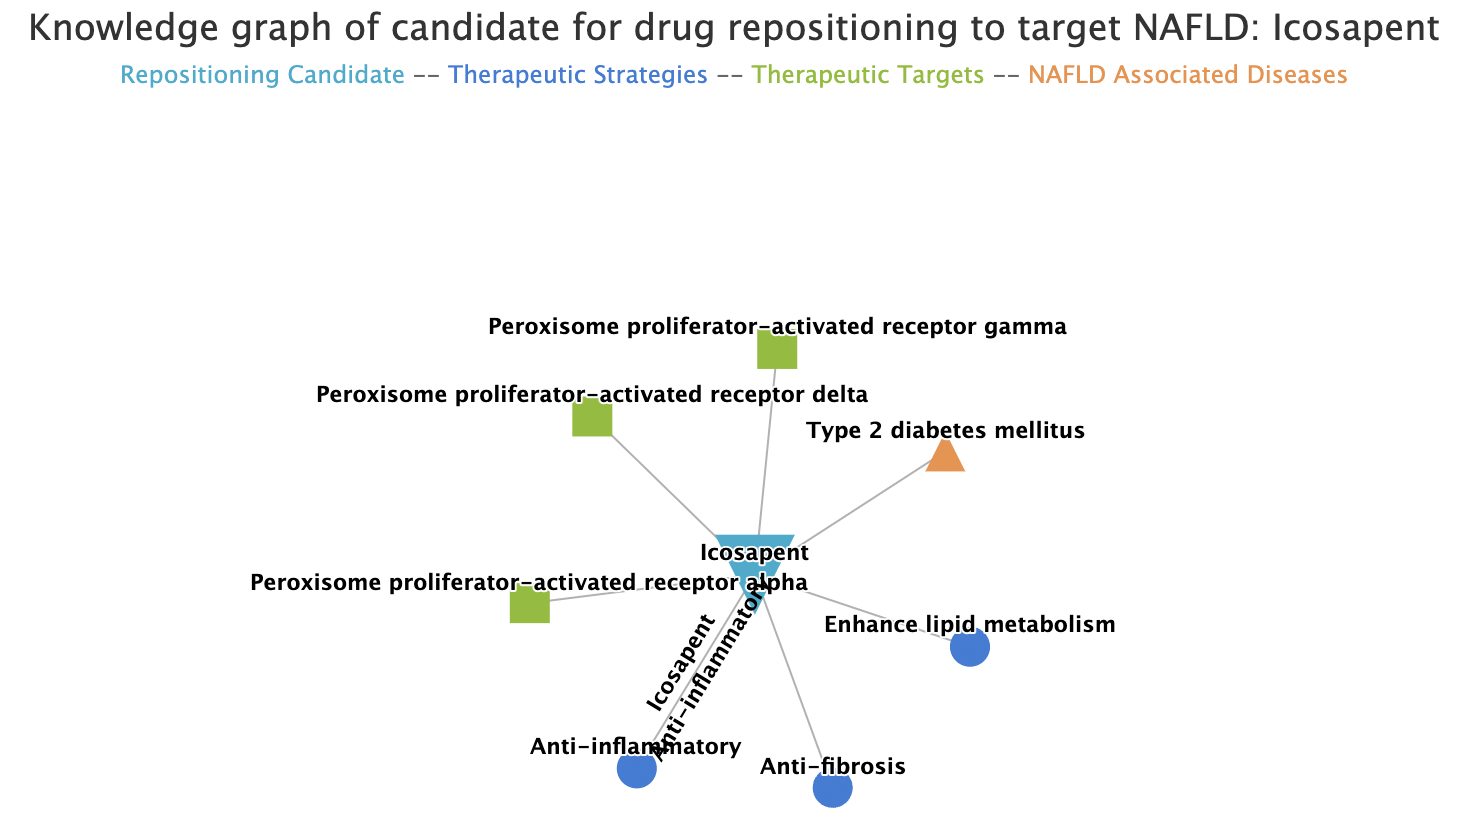 Knowledge graph of candidate for drug repositioning to target NAFLD: Icosapent
Repositioning Candidate -- Therapeutic Strategies -- Therapeutic Targets -- NAFLD Associated Diseases
Peroxisome proliferator-activated receptor gamma
Peroxisome proliferator-activated receptor delta
Type 2 diabetes mellitus
Icosapent
Peroxisome proliferator-activated receptor alpha
Enhance lipid metabolism
Icosapent
Anti-inflammatory
Anti-inflammatory
Anti-fibrosis